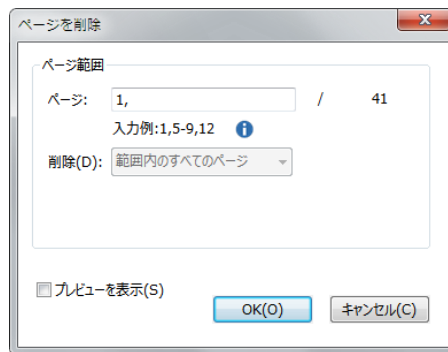 ページを削除
ページ範囲
ページ: 1, / 41
入力例:1,5-9,12
削除(D): 範囲内のすべてのページ
プレビューを表示(S)
OK(O) キャンセル(C)